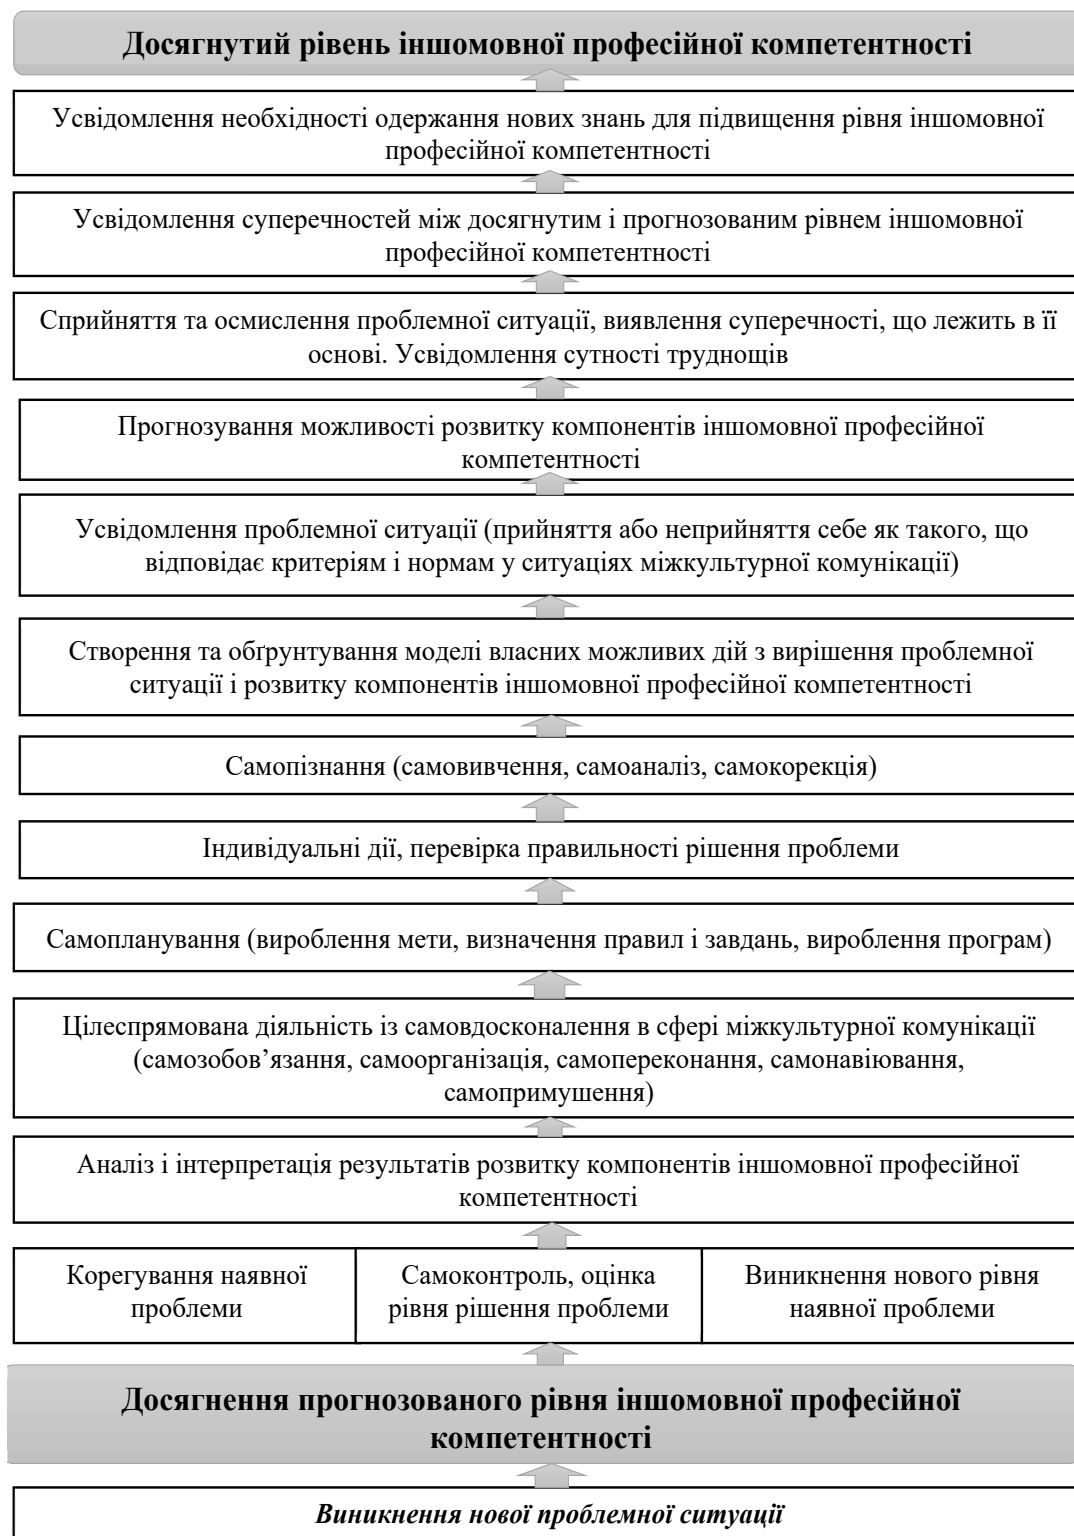 Досягнутий рівень іншомовної професійної компетентності
Усвідомлення необхідності одержання нових знань для підвищення рівня іншомовної
професійної компетентності
Усвідомлення суперечностей між досягнутим і прогнозованим рівнем іншомовної
професійної компетентності
Сприйняття та осмислення проблемної ситуації, виявлення суперечності, що лежить в її
основі. Усвідомлення сутності труднощів
Прогнозування можливості розвитку компонентів іншомовної професійної
компетентності
Усвідомлення проблемної ситуації (прийняття або неприйняття себе як такого, що
відповідає критеріям і нормам у ситуаціях міжкультурної комунікації)
Створення та обґрунтування моделі власних можливих дій з вирішення проблемної
ситуації і розвитку компонентів іншомовної професійної компетентності
Самопізнання (самовивчення, самоаналіз, самокорекція)
Індивідуальні дії, перевірка правильності рішення проблеми
Самопланування (вироблення мети, визначення правил і завдань, вироблення програм)
Цілеспрямована діяльність із самовдосконалення в сфері міжкультурної комунікації
(самозобов’язання, самоорганізація, самопереконання, самонавіювання,
самопримушення)
Аналіз і інтерпретація результатів розвитку компонентів іншомовної професійної
компетентності
Корегування наявної
проблеми
Самоконтроль, оцінка
рівня рішення проблеми
Виникнення нового рівня
наявної проблеми
Досягнення прогнозованого рівня іншомовної професійної
компетентності
Виникнення нової проблемної ситуації